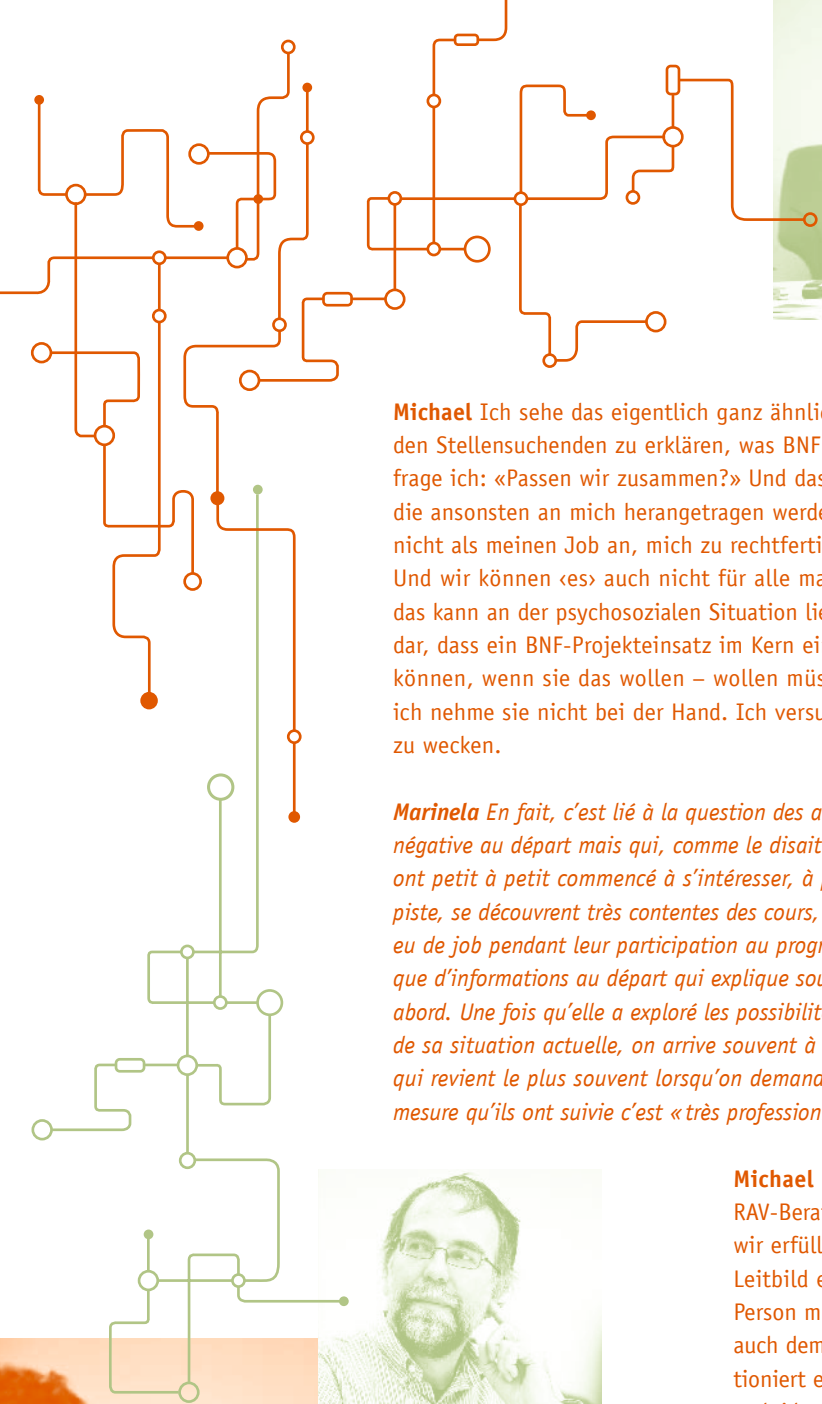 Michael Ich sehe das eigentlich ganz ähnlic
den Stellensuchenden zu erklären, was BNF
frage ich: «Passen wir zusammen?» Und das
die ansonsten an mich herangetragen werde
nicht als meinen Job an, mich zu rechtferti
Und wir können ‹es› auch nicht für alle ma
das kann an der psychosozialen Situation lie
dar, dass ein BNF-Projekteinsatz im Kern ei
können, wenn sie das wollen – wollen müs
ich nehme sie nicht bei der Hand. Ich versu
zu wecken.
Marinela En fait, c’est lié à la question des a
négative au départ mais qui, comme le disait
ont petit à petit commencé à s’intéresser, à p
piste, se découvrent très contentes des cours,
eu de job pendant leur participation au progr
que d’informations au départ qui explique sou
abord. Une fois qu’elle a exploré les possibilit
de sa situation actuelle, on arrive souvent à
qui revient le plus souvent lorsqu’on demand
mesure qu’ils ont suivie c’est « très profession
Michael
RAV-Bera
wir erfüll
Leitbild e
Person m
auch dem
tioniert e